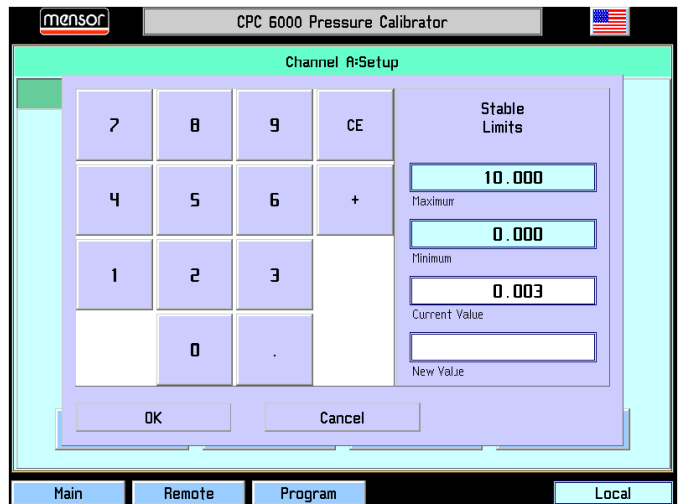 mensor
CPC 6000 Pressure Calibrator
Channel A:Setup
7 8 9 CE
4 5 6 +
1 2 3
0 .
Stable
Limits
10.000
Maximum
0.000
Minimum
0.003
Current Value
New Value
OK Cancel
Main Remote Program Local